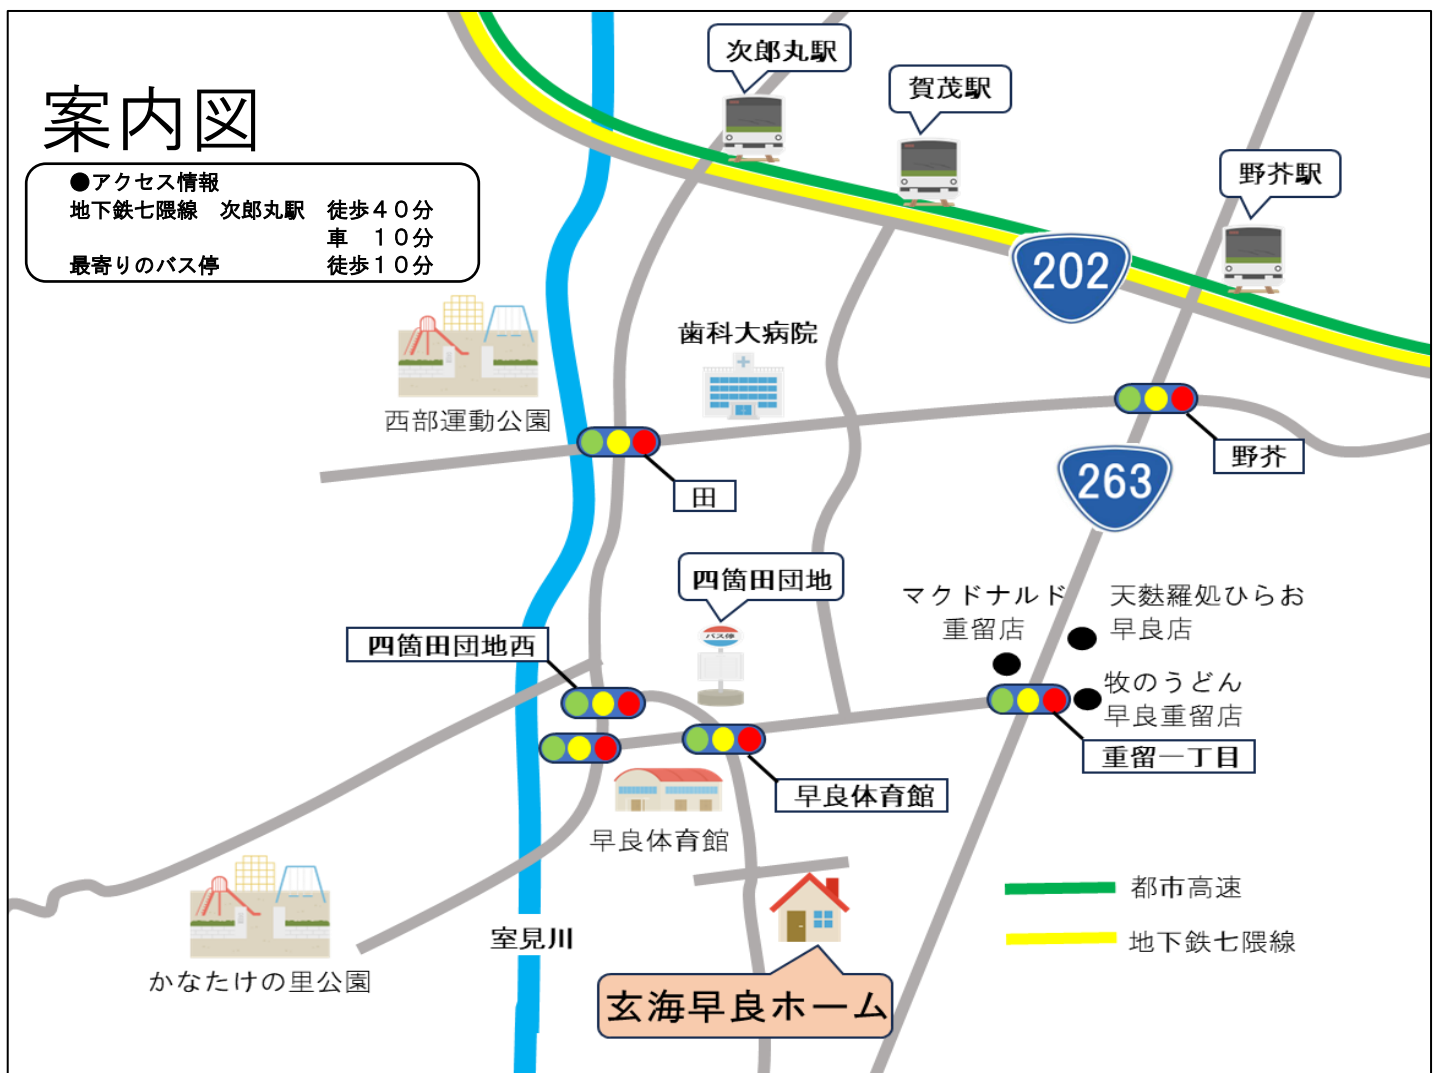 案内図
●アクセス情報
地下鉄七隈線　次郎丸駅　徒歩４０分
車　１０分
最寄りのバス停　徒歩１０分
次郎丸駅
賀茂駅
野芥駅
202
歯科大病院
西部運動公園
野芥
田
263
四箇田団地
バス停
マクドナルド
重留店
天麩羅処ひらお
早良店
四箇田団地西
牧のうどん
早良重留店
重留一丁目
早良体育館
早良体育館
都市高速
地下鉄七隈線
室見川
かなたけの里公園
玄海早良ホーム